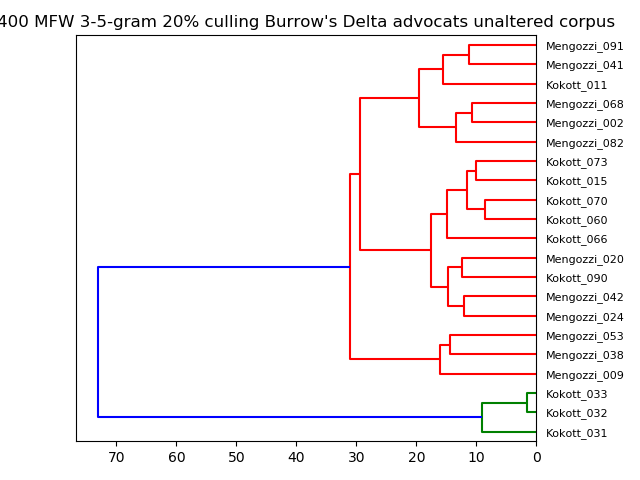 400 MFW 3-5-gram 20% culling Burrow's Delta advocats unaltered corpus
Mengozzi_091
Mengozzi_041
Kokott_011
Mengozzi_068
Mengozzi_002
Mengozzi_082
Kokott_073
Kokott_015
Kokott_070
Kokott_060
Kokott_066
Mengozzi_020
Kokott_090
Mengozzi_042
Mengozzi_024
Mengozzi_053
Mengozzi_038
Mengozzi_009
Kokott_033
Kokott_032
Kokott_031
70 60 50 40 30 20 10 0